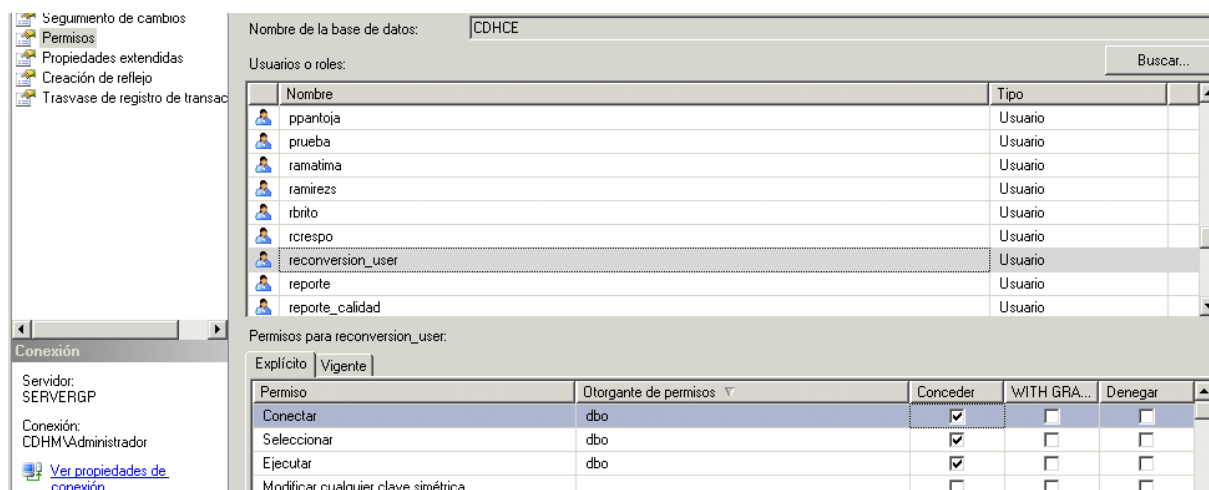 Seguimiento de cambios
Permisos
Propiedades extendidas
Creación de reflejo
Trasvase de registro de transac
Nombre de la base de datos: CDHCE
Usuarios o roles:
Buscar...
Nombre Tipo
ppantoja Usuario
prueba Usuario
ramatima Usuario
ramirezs Usuario
rbrito Usuario
rcrespo Usuario
reconversion_user Usuario
reporte Usuario
reporte_calidad Usuario
Permisos para reconversion_user:
Explícito Vigente
Permiso Otorgante de permisos Conceder WITH GRA... Denegar
Conectar dbo
Seleccionar dbo
Ejecutar dbo
Modificar cualquier clave simétrica
Conexión
Servidor:
SERVERGP
Conexión:
CDHM\Administrador
Ver propiedades de
conexión